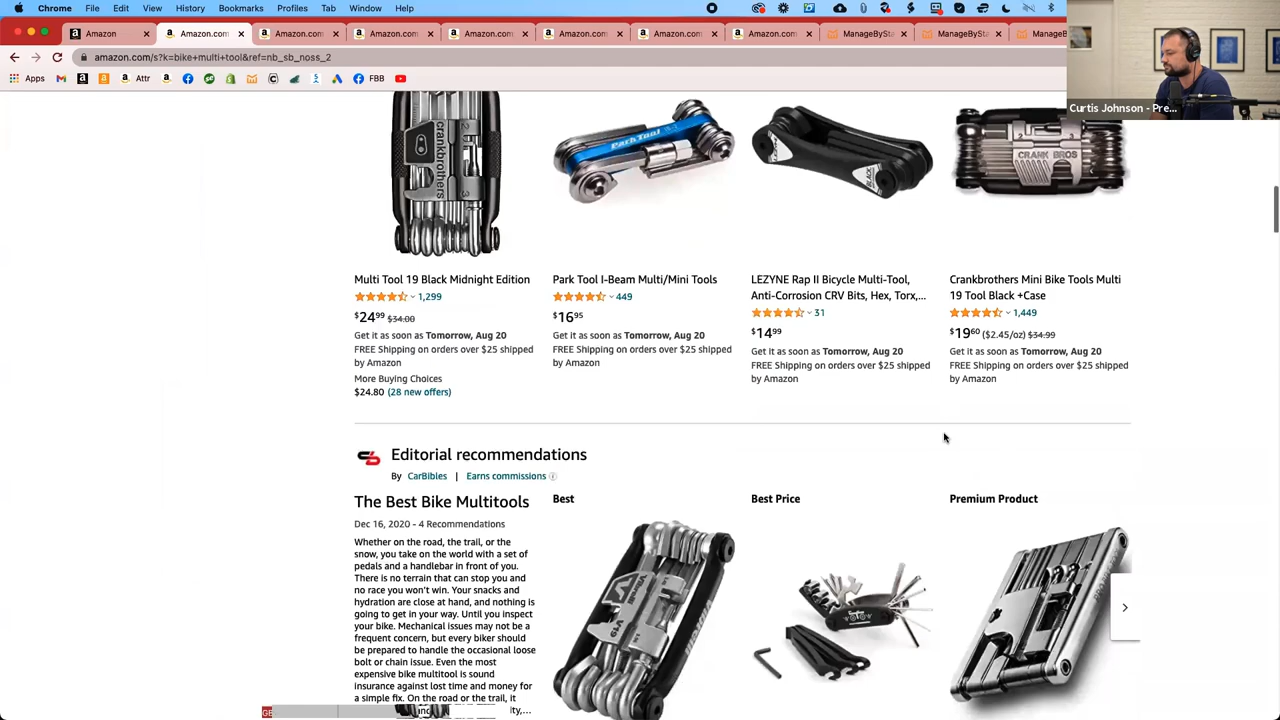 Chrome File Edit View History Bookmarks Profiles Tab Window Help
Amazon Amazon.com Amazon.com Amazon.com Amazon.com Amazon.com Amazon.com Amazon.com ManageBySta ManageBySta ManageBySta
amazon.com/s?k=bike+multi+tool&ref=nb_sb_noss_2
Apps Attr FBB
Curtis Johnson - Pre...
crankbrothers
ParkTool
CRANK BROS
Multi Tool 19 Black Midnight Edition
1,299
$24.99 $34.00
Get it as soon as Tomorrow, Aug 20
FREE Shipping on orders over $25 shipped
by Amazon
More Buying Choices
$24.80 (28 new offers)
Park Tool I-Beam Multi/Mini Tools
449
$16.95
Get it as soon as Tomorrow, Aug 20
FREE Shipping on orders over $25 shipped
by Amazon
LEZYNE Rap II Bicycle Multi-Tool,
Anti-Corrosion CRV Bits, Hex, Torx,...
31
$14.99
Get it as soon as Tomorrow, Aug 20
FREE Shipping on orders over $25 shipped
by Amazon
Crankbrothers Mini Bike Tools Multi
19 Tool Black +Case
1,449
$19.60 ($2.45/oz) $34.99
Get it as soon as Tomorrow, Aug 20
FREE Shipping on orders over $25 shipped
by Amazon
Editorial recommendations
By CarBibles | Earns commissions
The Best Bike Multitools
Dec 16, 2020 - 4 Recommendations
Whether on the road, the trail, or the
snow, you take on the world with a set of
pedals and a handlebar in front of you.
There is no terrain that can stop you and
no race you won't win. Your snacks and
hydration are close at hand, and nothing is
going to get in your way. Until you inspect
your bike. Mechanical issues may not be a
frequent concern, but every biker should
be prepared to handle the occasional loose
bolt or chain issue. Even the most
expensive bike multitool is sound
insurance against lost time and money for
a simple fix. On the road or the trail, it
Best
Best Price
Premium Product